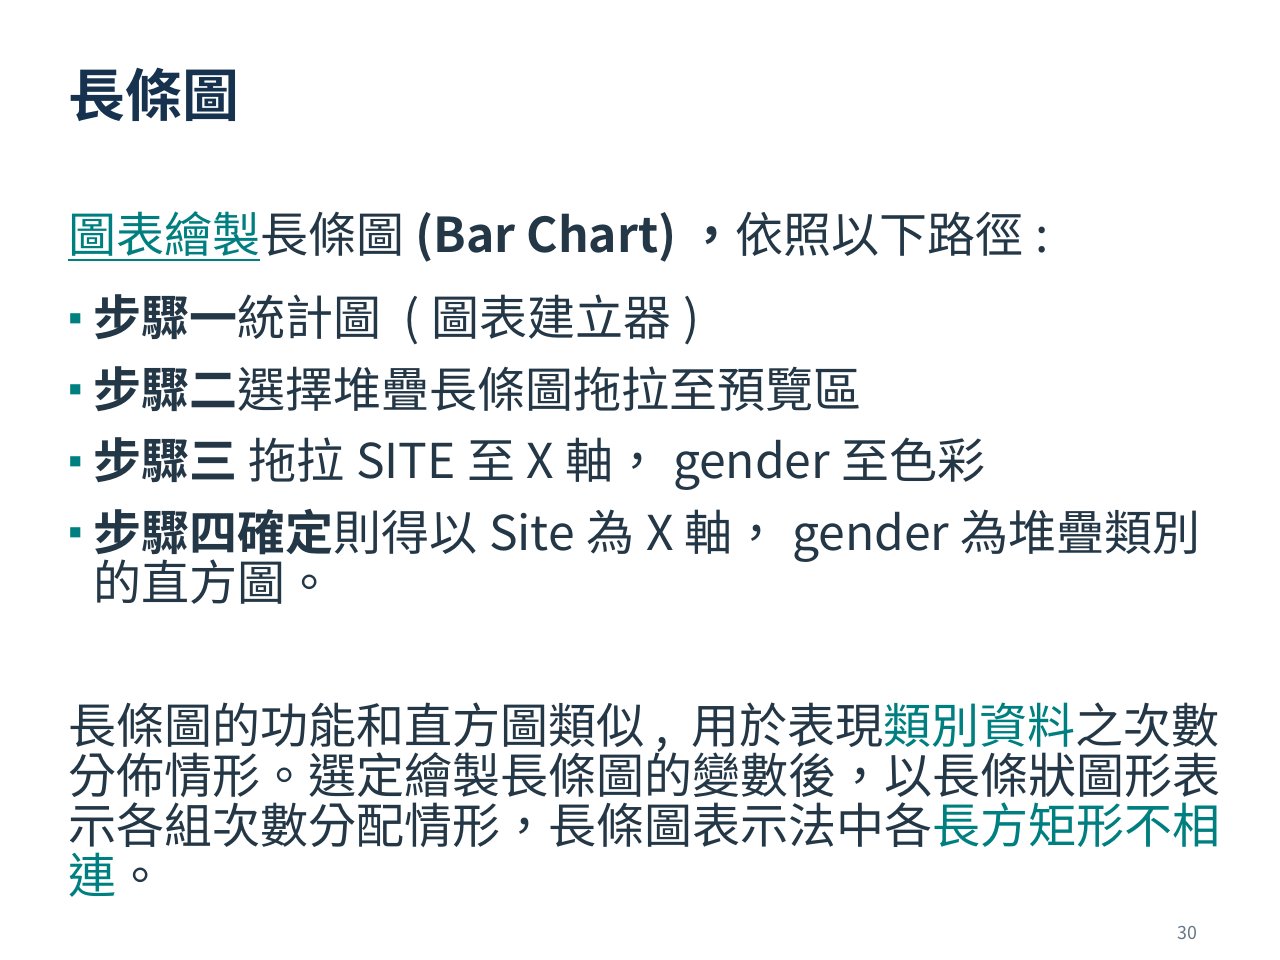 長條圖
圖表繪製長條圖 (Bar Chart) ，依照以下路徑 :
▪ 步驟一統計圖 ( 圖表建立器 )
▪ 步驟二選擇堆疊長條圖拖拉至預覽區
▪ 步驟三 拖拉 SITE 至 X 軸， gender 至色彩
▪ 步驟四確定則得以 Site 為 X 軸， gender 為堆疊類別
的直方圖。
長條圖的功能和直方圖類似 , 用於表現類別資料之次數
分佈情形。選定繪製長條圖的變數後，以長條狀圖形表
示各組次數分配情形，長條圖表示法中各長方矩形不相
連。
30